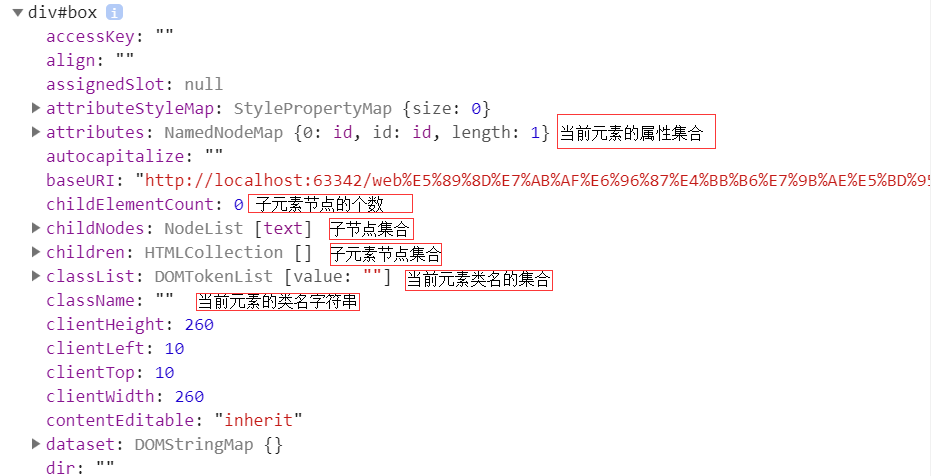 div#box i
accessKey: ""
align: ""
assignedSlot: null
attributeStyleMap: StylePropertyMap {size: 0}
attributes: NamedNodeMap {0: id, id: id, length: 1} 当前元素的属性集合
autocapitalize: ""
baseURI: "http://localhost:63342/web%E5%89%8D%E7%AB%AF%E6%96%87%E4%BB%B6%E7%9B%AE%E5%BD%95
childElementCount: 0 子元素节点的个数
childNodes: NodeList [text] 子节点集合
children: HTMLCollection [] 子元素节点集合
classList: DOMTokenList [value: ""] 当前元素类名的集合
className: "" 当前元素的类名字符串
clientHeight: 260
clientLeft: 10
clientTop: 10
clientWidth: 260
contentEditable: "inherit"
dataset: DOMStringMap {}
dir: ""